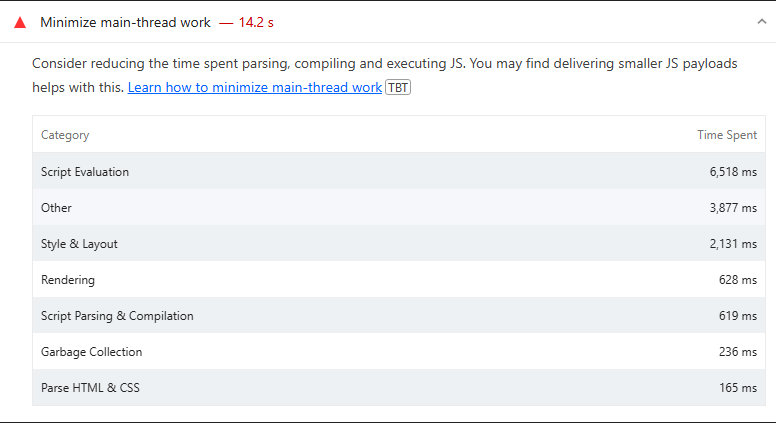 Minimize main-thread work — 14.2 s
Consider reducing the time spent parsing, compiling and executing JS. You may find delivering smaller JS payloads
helps with this. Learn how to minimize main-thread work TBT
Category Time Spent
Script Evaluation 6,518 ms
Other 3,877 ms
Style & Layout 2,131 ms
Rendering 628 ms
Script Parsing & Compilation 619 ms
Garbage Collection 236 ms
Parse HTML & CSS 165 ms